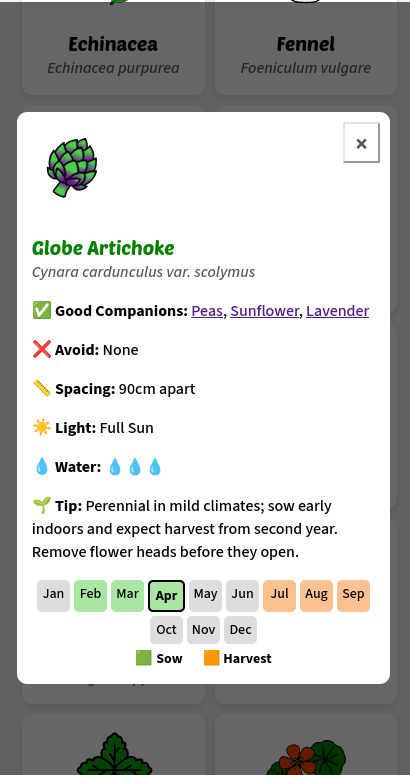 Echinacea Fennel
Echinacea purpurea Foeniculum vulgare
×
Globe Artichoke
Cynara cardunculus var. scolymus
✅ Good Companions: Peas, Sunflower, Lavender
❌ Avoid: None
📏 Spacing: 90cm apart
☀️ Light: Full Sun
💧 Water: 💧💧💧
🌱 Tip: Perennial in mild climates; sow early
indoors and expect harvest from second year.
Remove flower heads before they open.
Jan Feb Mar Apr May Jun Jul Aug Sep
Oct Nov Dec
🟩 Sow 🟧 Harvest